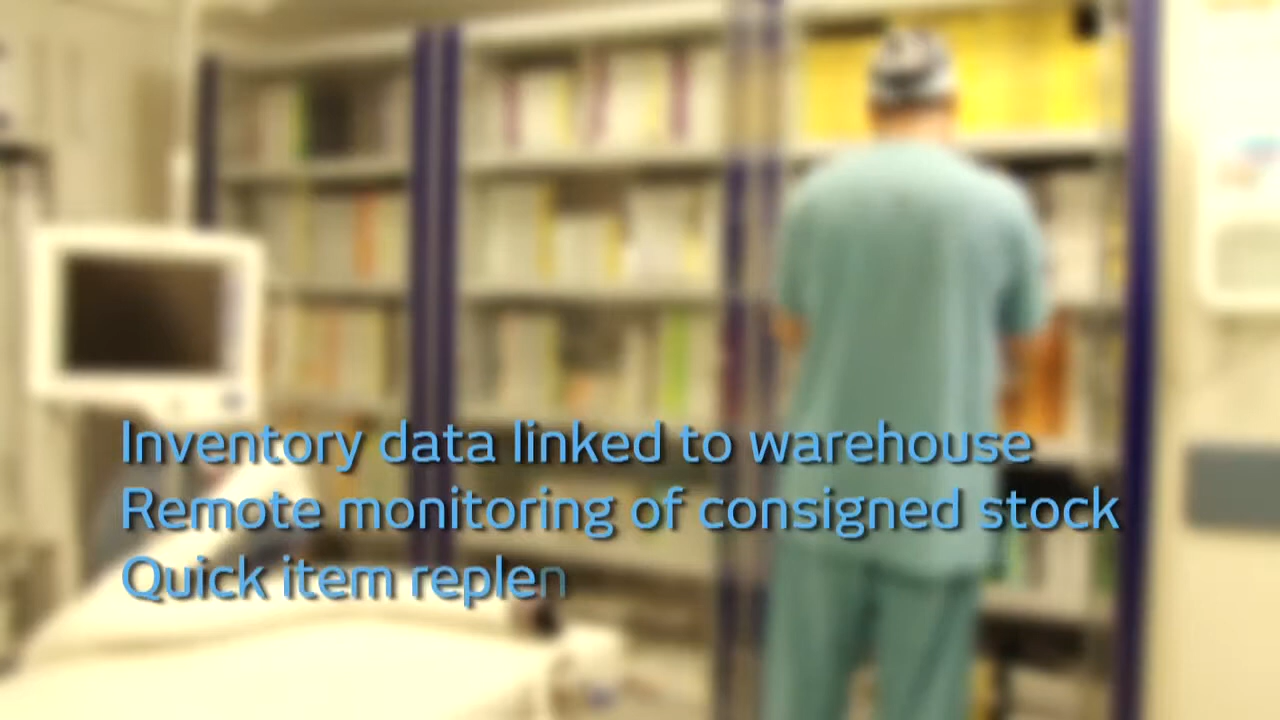 Inventory data linked to warehouse
Remote monitoring of consigned stock
Quick item replen